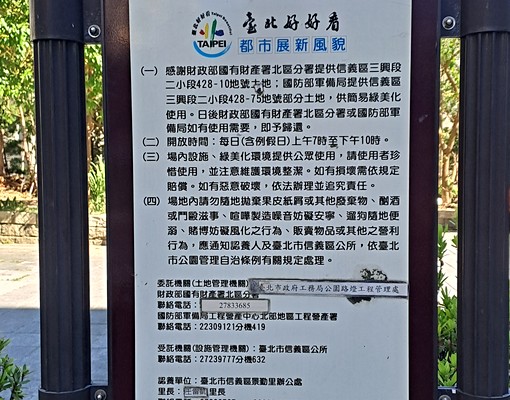 TAIPEI
臺北好好看
都市展新風貌
(一) 感謝財政部國有財產署北區分署提供信義區三興段
二小段428-10地號土地；國防部軍備局提供信義區
三興段二小段428-75地號部分土地，供簡易綠美化
使用。日後財政部國有財產署北區分署或國防部軍
備局如有使用需要，即予歸還。
(二) 開放時間：每日(含例假日)上午7時至下午10時。
(三) 場內設施、綠美化環境提供公眾使用，請使用者珍
惜使用，並注意維護環境整潔。如有損壞需依規定
賠償。如有惡意破壞，依法辦理並追究責任。
(四) 場地內請勿隨地拋棄果皮紙屑或其他廢棄物、酗酒
或鬥毆滋事、喧嘩製造噪音妨礙安寧、遛狗隨地便
溺、賭博妨礙風化之行為、販賣物品或其他之營利
行為，應通知認養人及臺北市信義區公所，依臺北
市公園管理自治條例有關規定處理。
委託機關(土地管理機關)
臺北市政府工務局公園路燈工程管理處
財政部國有財產署北區分署
聯絡電話：27833685
國防部軍備局工程營產中心北部地區工程營產署
聯絡電話：22309121分機419
受託機關(設施管理機關)：臺北市信義區公所
聯絡電話：27239777分機632
認養單位：臺北市信義區景勤里辦公處
里長：